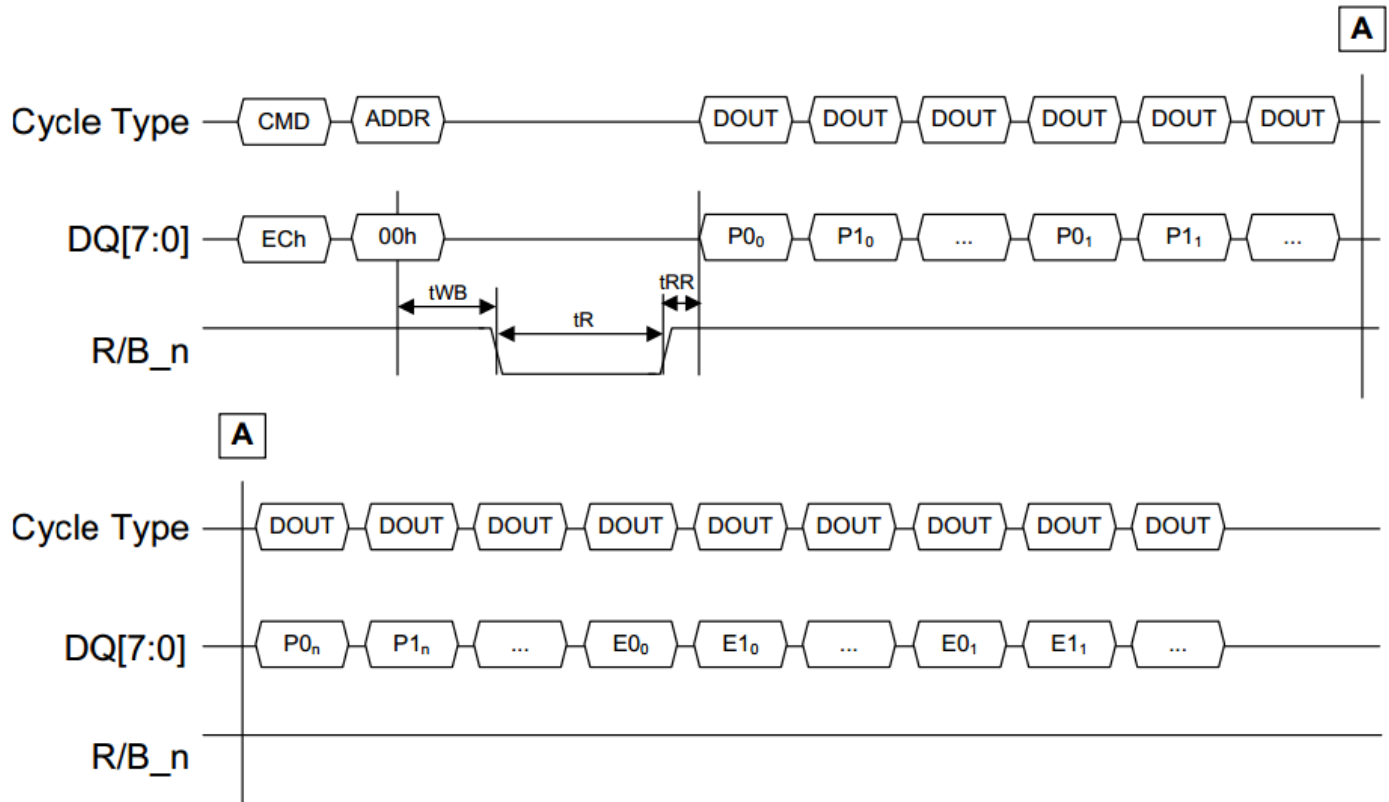 A
Cycle Type CMD ADDR DOUT DOUT DOUT DOUT DOUT DOUT
DQ[7:0] ECh 00h P0₀ P1₀ ... P0₁ P1₁ ...
tWB tR tRR
R/B_n
A
Cycle Type DOUT DOUT DOUT DOUT DOUT DOUT DOUT DOUT DOUT
DQ[7:0] P0ₙ P1ₙ ... E0₀ E1₀ ... E0₁ E1₁ ...
R/B_n